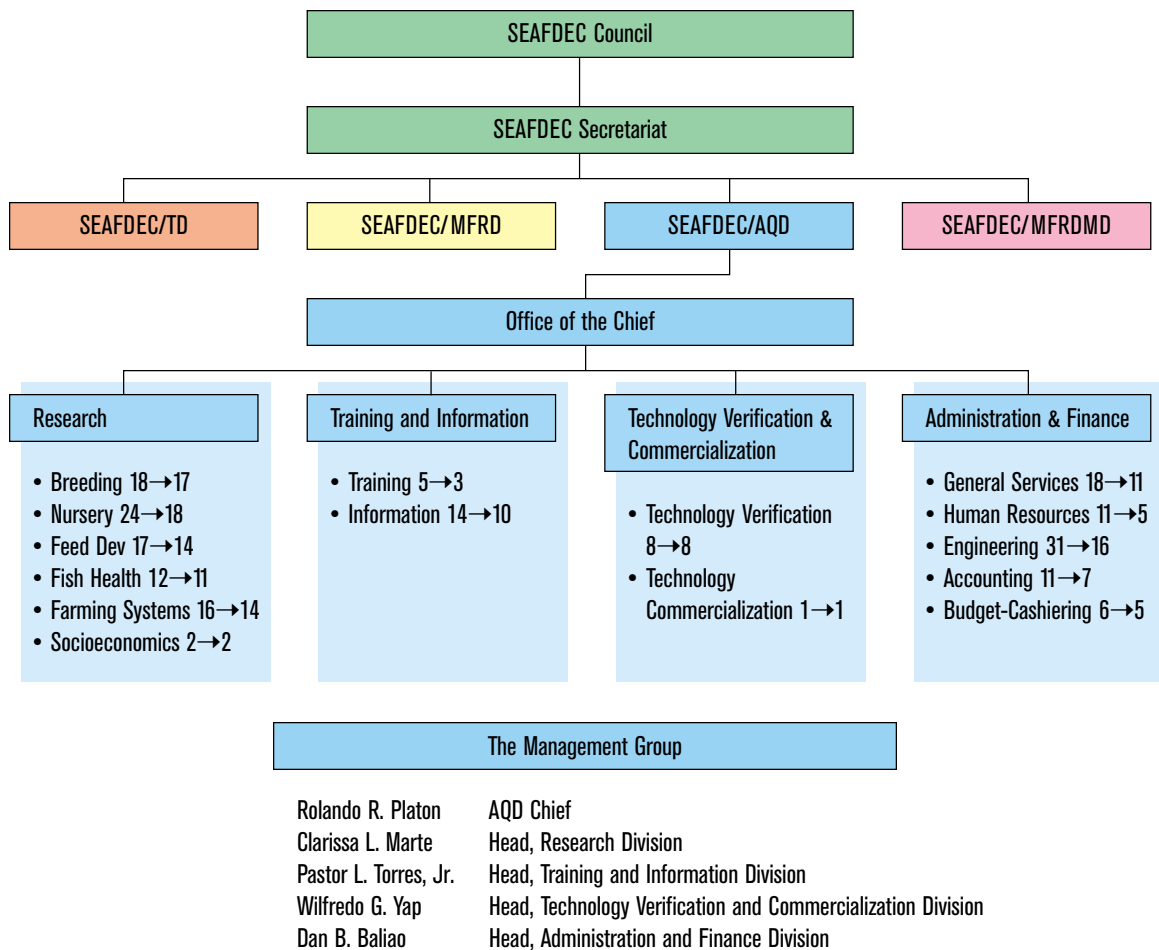 SEAFDEC Council
SEAFDEC Secretariat
SEAFDEC/TD
SEAFDEC/MFRD
SEAFDEC/AQD
SEAFDEC/MFRDMD
Office of the Chief
Research
• Breeding 18→17
• Nursery 24→18
• Feed Dev 17→14
• Fish Health 12→11
• Farming Systems 16→14
• Socioeconomics 2→2
Training and Information
• Training 5→3
• Information 14→10
Technology Verification &
Commercialization
• Technology Verification
8→8
• Technology
Commercialization 1→1
Administration & Finance
• General Services 18→11
• Human Resources 11→5
• Engineering 31→16
• Accounting 11→7
• Budget-Cashiering 6→5
The Management Group
Rolando R. Platon AQD Chief
Clarissa L. Marte Head, Research Division
Pastor L. Torres, Jr. Head, Training and Information Division
Wilfredo G. Yap Head, Technology Verification and Commercialization Division
Dan B. Baliao Head, Administration and Finance Division